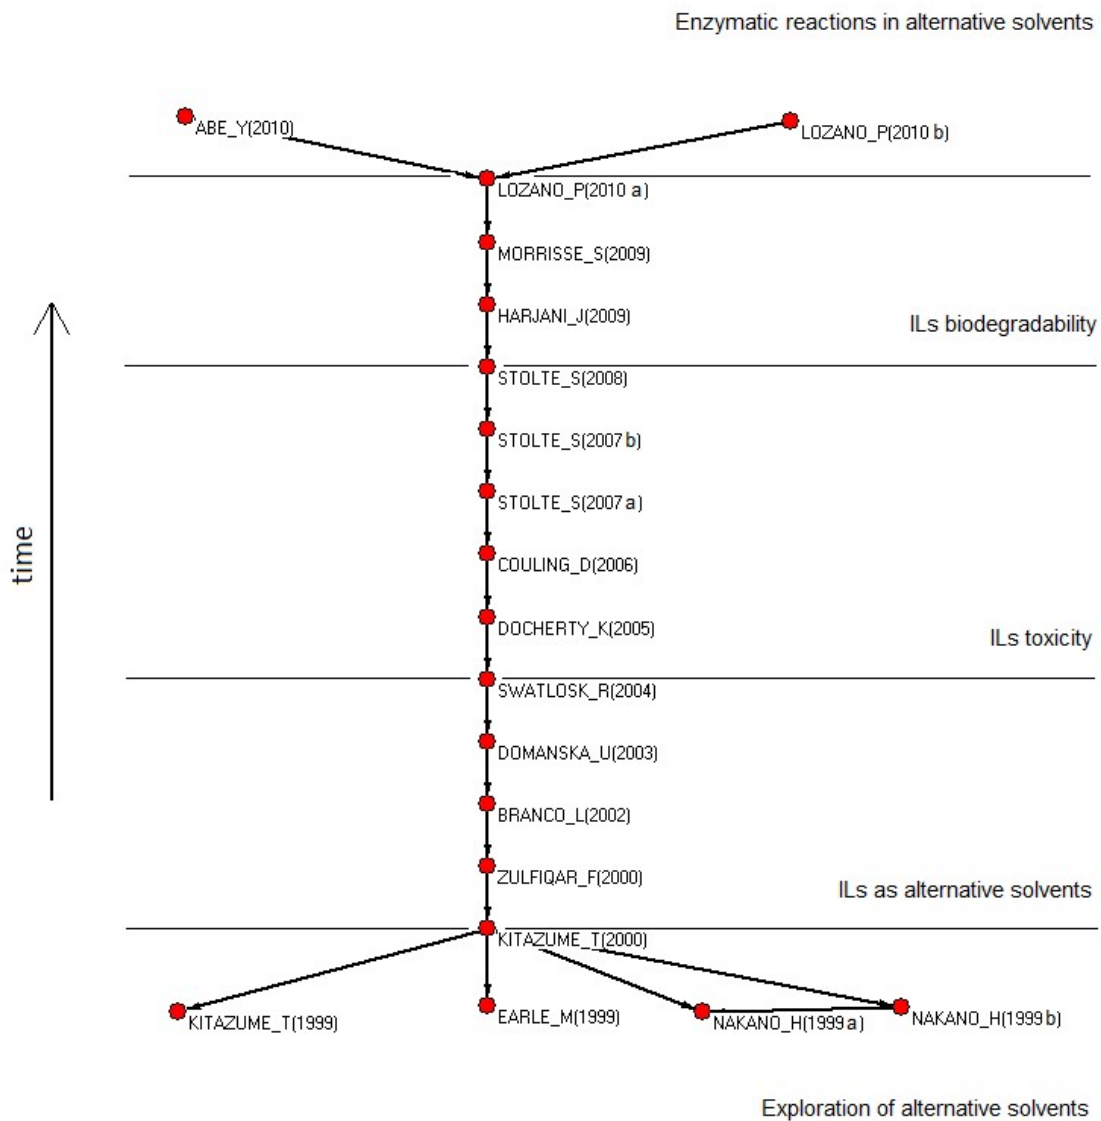 Enzymatic reactions in alternative solvents
ABE_Y(2010)
LOZANO_P(2010 b)
LOZANO_P(2010 a)
MORRISSE_S(2009)
HARJANI_J(2009)
ILs biodegradability
STOLTE_S(2008)
STOLTE_S(2007 b)
STOLTE_S(2007 a)
time
COULING_D(2006)
DOCHERTY_K(2005)
ILs toxicity
SWATLOSK_R(2004)
DOMANSKA_U(2003)
BRANCO_L(2002)
ZULFIQAR_F(2000)
ILs as alternative solvents
KITAZUME_T(2000)
KITAZUME_T(1999)
EARLE_M(1999)
NAKANO_H(1999 a)
NAKANO_H(1999 b)
Exploration of alternative solvents